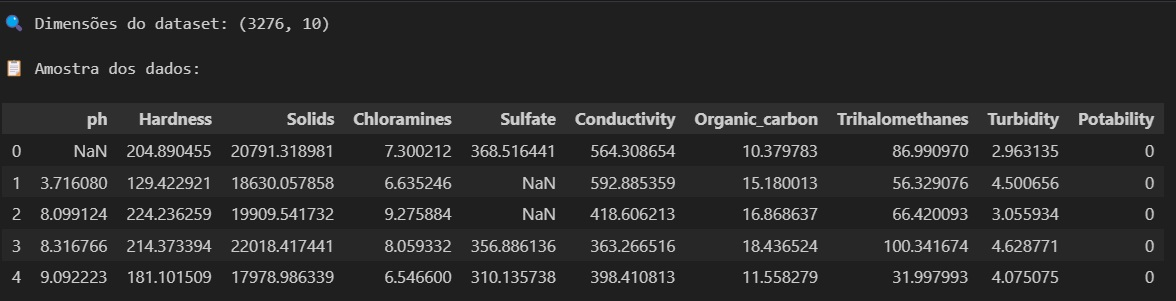 🔍 Dimensões do dataset: (3276, 10)
📋 Amostra dos dados:
ph Hardness Solids Chloramines Sulfate Conductivity Organic_carbon Trihalomethanes Turbidity Potability
0 NaN 204.890455 20791.318981 7.300212 368.516441 564.308654 10.379783 86.990970 2.963135 0
1 3.716080 129.422921 18630.057858 6.635246 NaN 592.885359 15.180013 56.329076 4.500656 0
2 8.099124 224.236259 19909.541732 9.275884 NaN 418.606213 16.868637 66.420093 3.055934 0
3 8.316766 214.373394 22018.417441 8.059332 356.886136 363.266516 18.436524 100.341674 4.628771 0
4 9.092223 181.101509 17978.986339 6.546600 310.135738 398.410813 11.558279 31.997993 4.075075 0